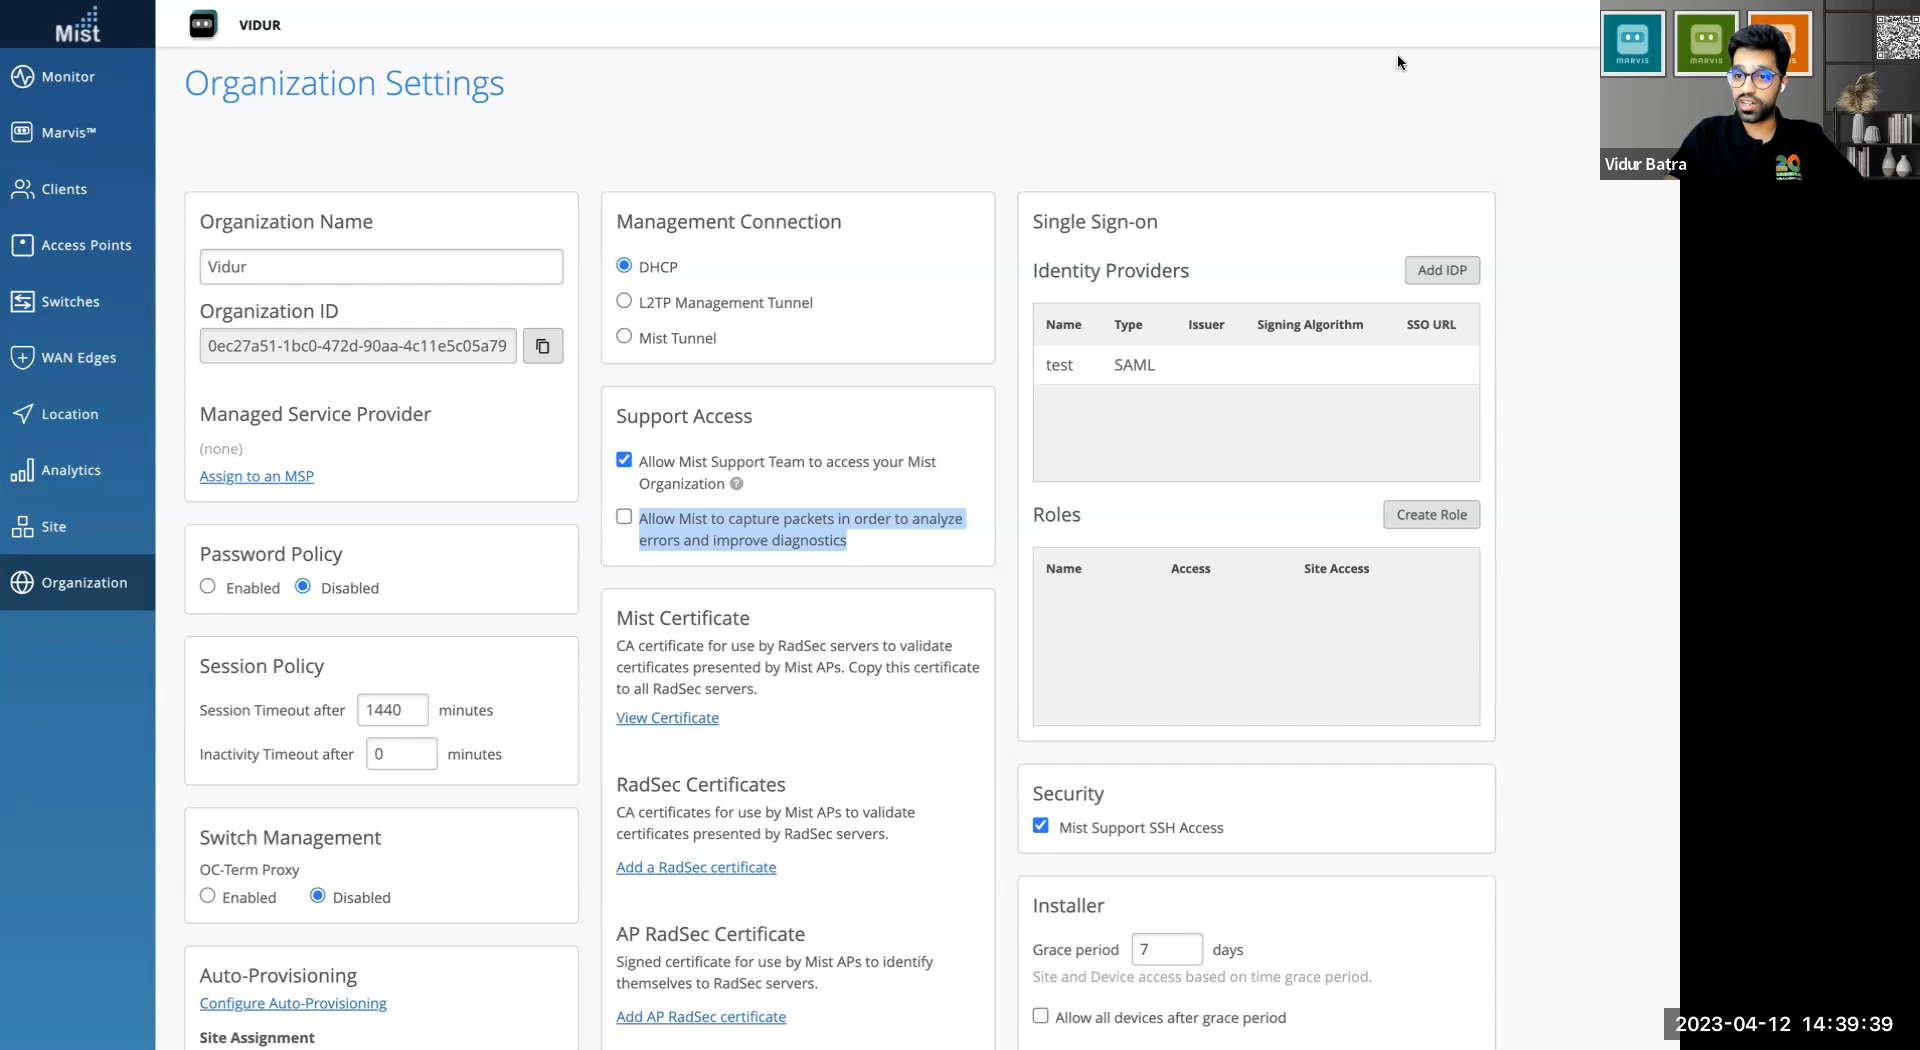 Mist
VIDUR
Monitor
Marvis™
Clients
Access Points
Switches
WAN Edges
Location
Analytics
Site
Organization
Organization Settings
Organization Name
Vidur
Organization ID
0ec27a51-1bc0-472d-90aa-4c11e5c05a79
Managed Service Provider
(none)
Assign to an MSP
Password Policy
Enabled
Disabled
Session Policy
Session Timeout after 1440 minutes
Inactivity Timeout after 0 minutes
Switch Management
OC-Term Proxy
Enabled
Disabled
Auto-Provisioning
Configure Auto-Provisioning
Site Assignment
Management Connection
DHCP
L2TP Management Tunnel
Mist Tunnel
Support Access
Allow Mist Support Team to access your Mist
Organization ?
Allow Mist to capture packets in order to analyze
errors and improve diagnostics
Mist Certificate
CA certificate for use by RadSec servers to validate
certificates presented by Mist APs. Copy this certificate
to all RadSec servers.
View Certificate
RadSec Certificates
CA certificates for use by Mist APs to validate
certificates presented by RadSec servers.
Add a RadSec certificate
AP RadSec Certificate
Signed certificate for use by Mist APs to identify
themselves to RadSec servers.
Add AP RadSec certificate
Single Sign-on
Identity Providers
Add IDP
Name Type Issuer Signing Algorithm SSO URL
test SAML
Roles
Create Role
Name Access Site Access
Security
Mist Support SSH Access
Installer
Grace period 7 days
Site and Device access based on time grace period.
Allow all devices after grace period
MARVIS
MARVIS
Vidur Batra
20
2023-04-12 14:39:39